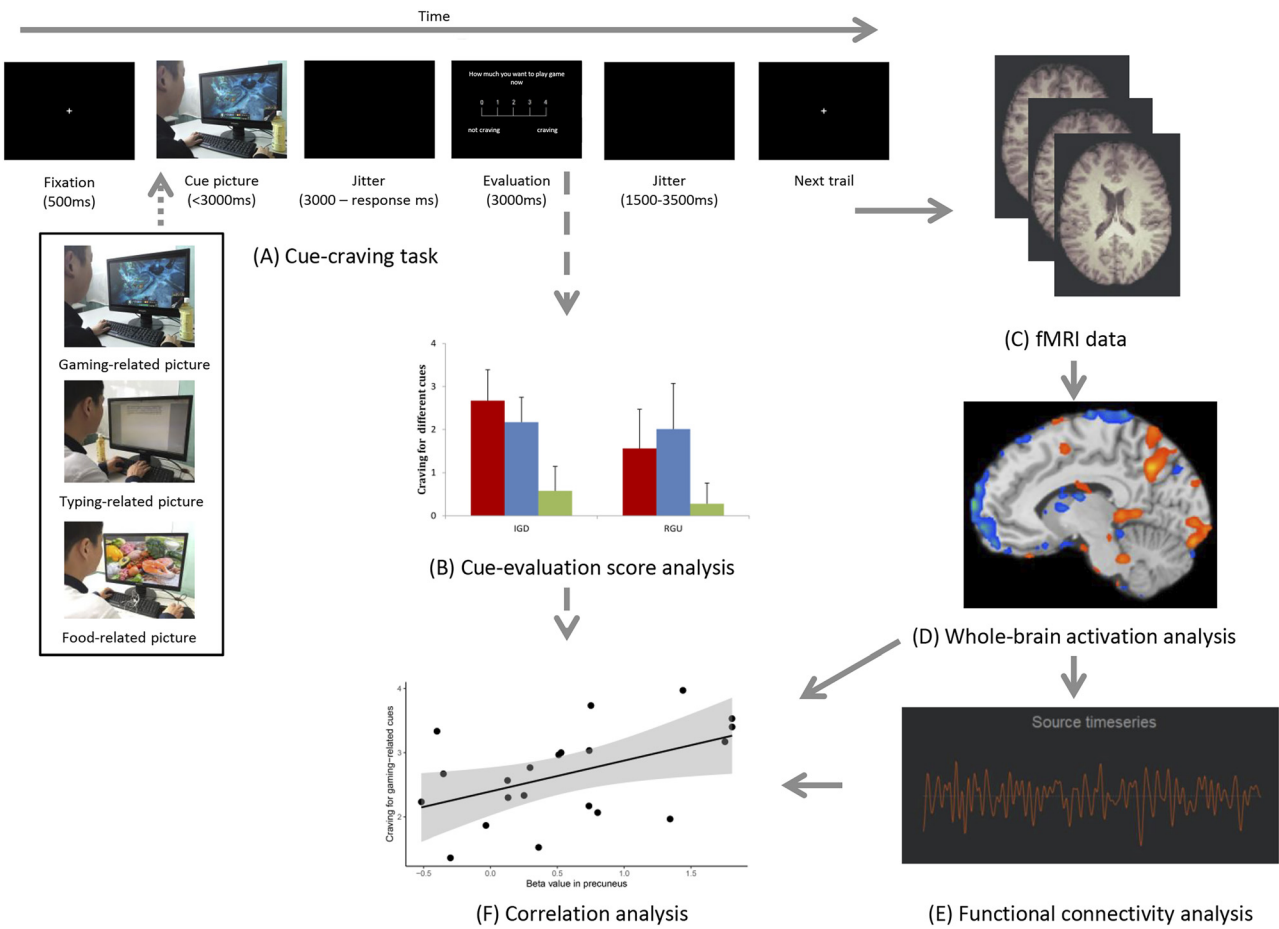 Time
+
How much you want to play game
now
0 1 2 3 4
not craving craving
+
Fixation
(500ms)
Cue picture
(<3000ms)
Jitter
(3000 – response ms)
Evaluation
(3000ms)
Jitter
(1500-3500ms)
Next trail
(A) Cue-craving task
Gaming-related picture
Typing-related picture
Food-related picture
Craving for different cues
4
3
2
1
0
IGD RGU
(B) Cue-evaluation score analysis
(C) fMRI data
(D) Whole-brain activation analysis
Source timeseries
(E) Functional connectivity analysis
Craving for gaming−related cues
4
3
2
−0.5 0.0 0.5 1.0 1.5
Beta value in precuneus
(F) Correlation analysis